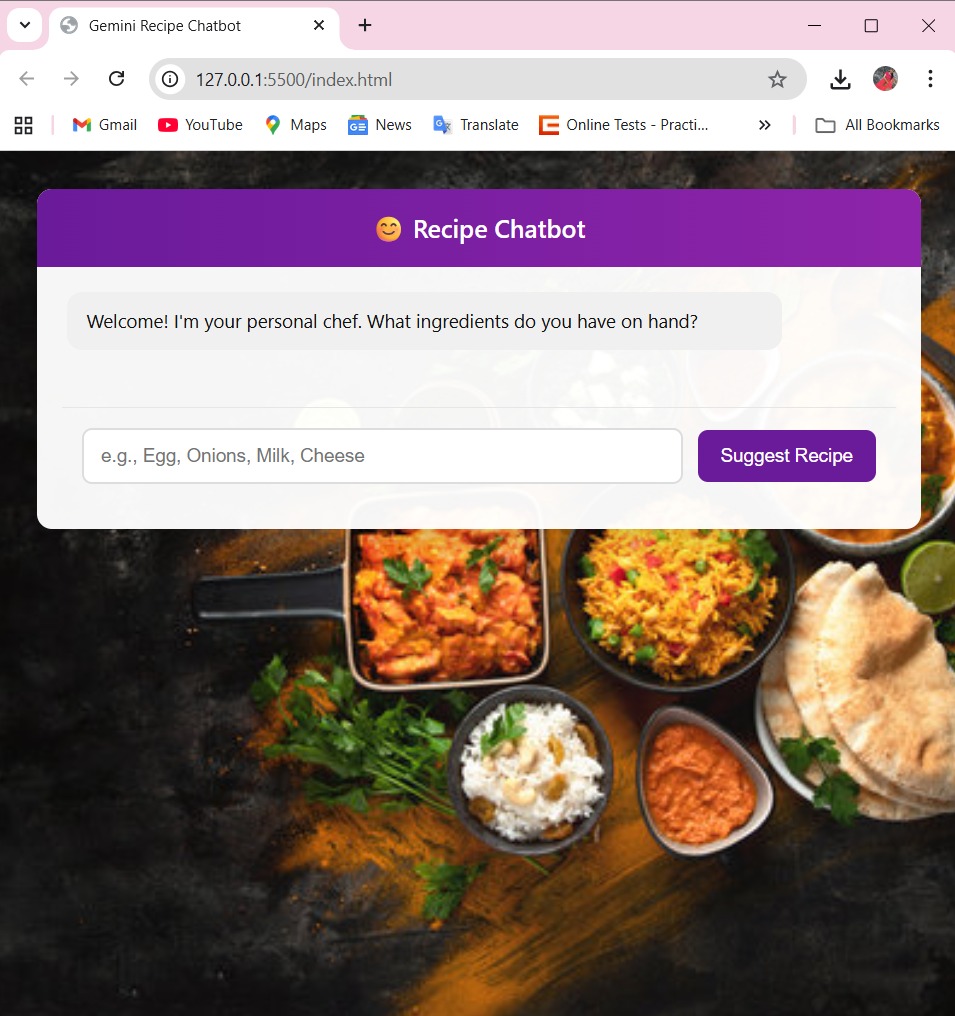 Gemini Recipe Chatbot
127.0.0.1:5500/index.html
Gmail YouTube Maps News Translate Online Tests - Practi... All Bookmarks
😊 Recipe Chatbot
Welcome! I'm your personal chef. What ingredients do you have on hand?
e.g., Egg, Onions, Milk, Cheese Suggest Recipe